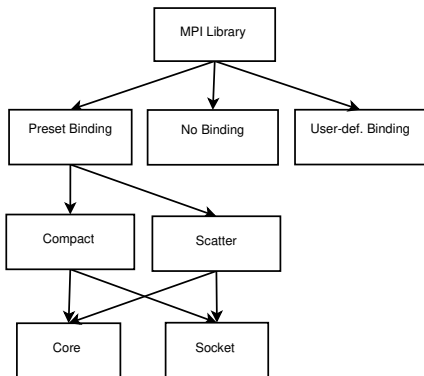 MPI Library
Preset Binding
No Binding
User-def. Binding
Compact
Scatter
Core
Socket